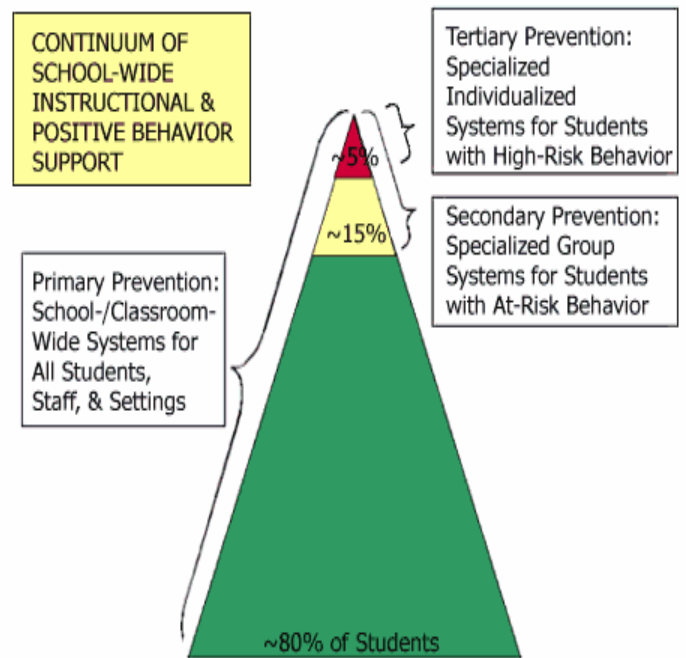 CONTINUUM OF
SCHOOL-WIDE
INSTRUCTIONAL &
POSITIVE BEHAVIOR
SUPPORT
Tertiary Prevention:
Specialized
Individualized
Systems for Students
with High-Risk Behavior
~5%
~15%
Secondary Prevention:
Specialized Group
Systems for Students
with At-Risk Behavior
Primary Prevention:
School-/Classroom-
Wide Systems for
All Students,
Staff, & Settings
~80% of Students